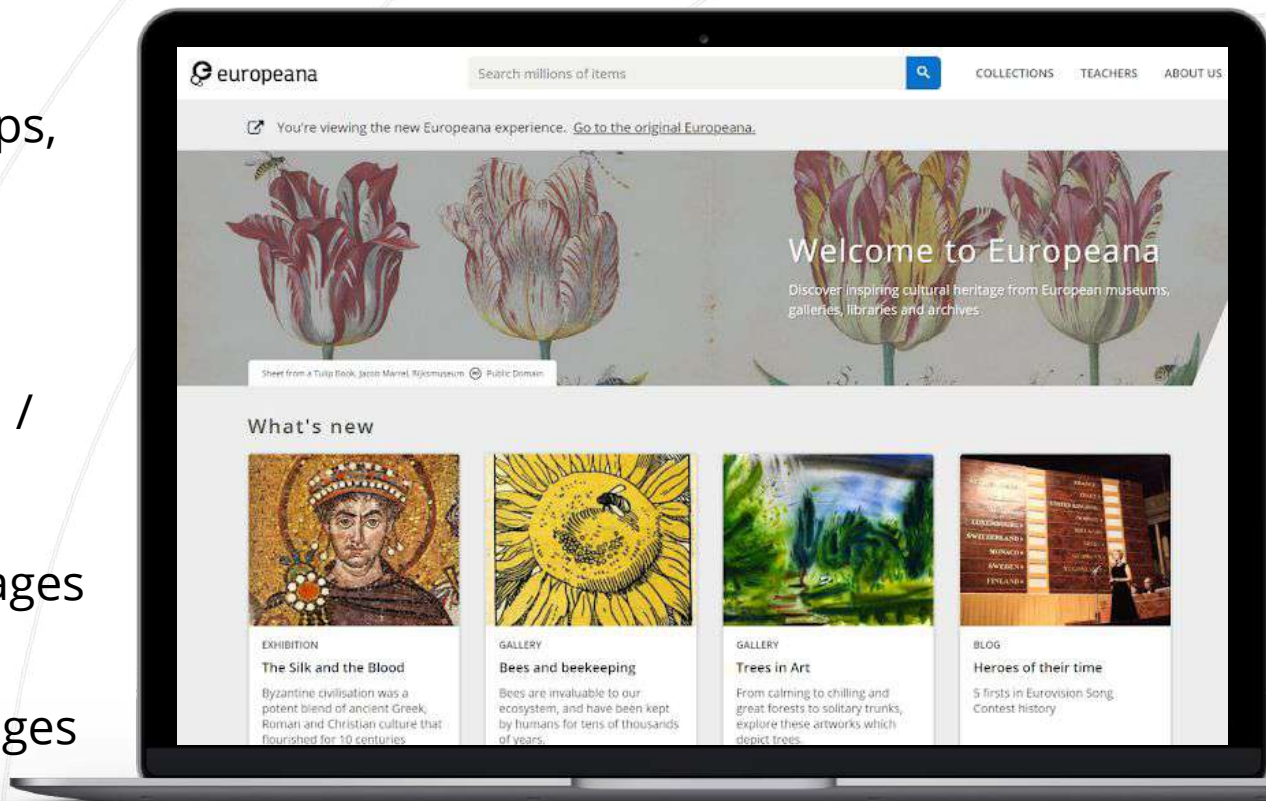 ps,
/
ages
ges
europeana
Search millions of items
COLLECTIONS TEACHERS ABOUT US
You're viewing the new Europeana experience. Go to the original Europeana.
Welcome to Europeana
Discover inspiring cultural heritage from European museums,
galleries, libraries and archives
Sheet from a Tulip Book, Jacob Marrel, Rijksmuseum Public Domain
What's new
EXHIBITION
The Silk and the Blood
Byzantine civilisation was a
potent blend of ancient Greek,
Roman and Christian culture that
flourished for 10 centuries
GALLERY
Bees and beekeeping
Bees are invaluable to our
ecosystem, and have been kept
by humans for tens of thousands
of years.
GALLERY
Trees in Art
From calming to chilling and
great forests to solitary trunks,
explore these artworks which
depict trees.
FRANCE
UNITED KINGDOM
LUXEMBOURG
SWITZERLAND
MONACO
SWEDEN
FINLAND
BLOG
Heroes of their time
5 firsts in Eurovision Song
Contest history